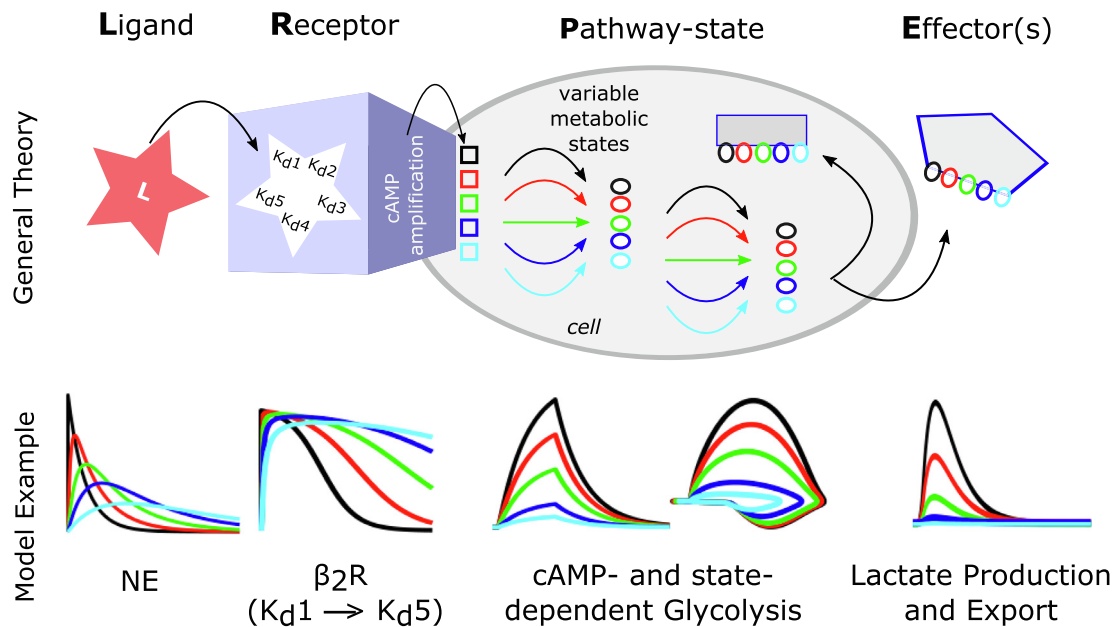 Ligand
Receptor
Pathway-state
Effector(s)
General Theory
L
Kd1
Kd2
Kd3
Kd4
Kd5
cAMP
amplification
variable
metabolic
states
cell
Model Example
NE
β2R
(Kd1 → Kd5)
cAMP- and state-
dependent Glycolysis
Lactate Production
and Export